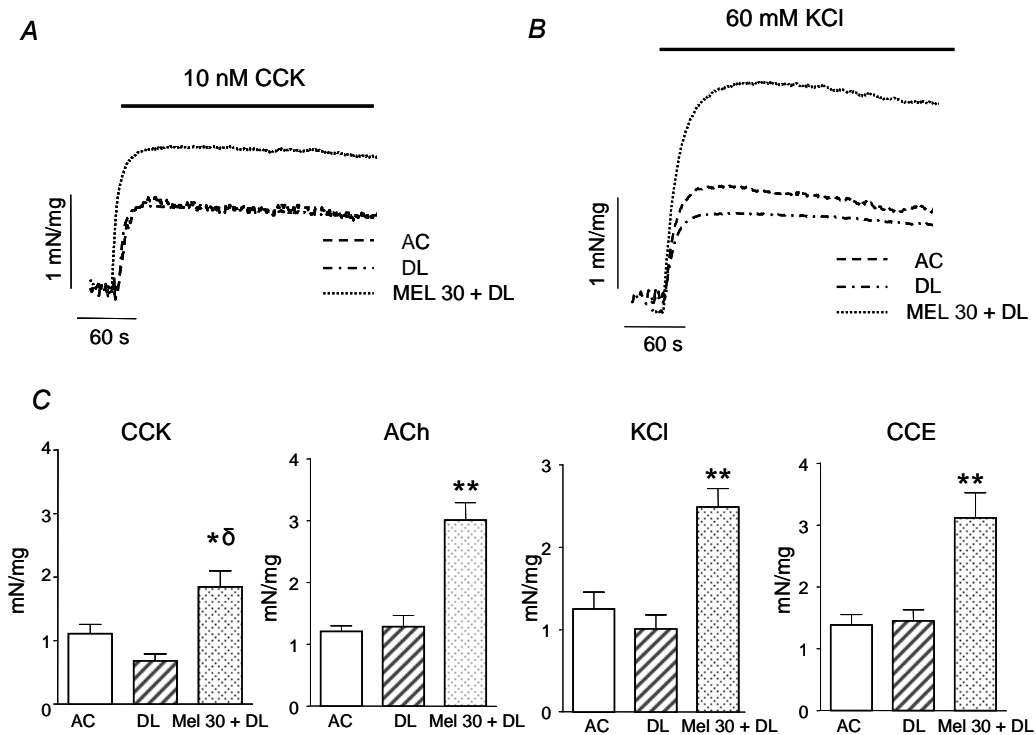 A
B
60 mM KCl
10 nM CCK
1 mN/mg
AC
DL
MEL 30 + DL
60 s
1 mN/mg
AC
DL
MEL 30 + DL
60 s
C
CCK
4
3
2
1
0
mN/mg
*δ
AC DL Mel 30 + DL
ACh
4
3
2
1
0
mN/mg
**
AC DL Mel 30 + DL
KCl
3
2
1
0
mN/mg
**
AC DL Mel 30 + DL
CCE
4
3
2
1
0
mN/mg
**
AC DL Mel 30 + DL